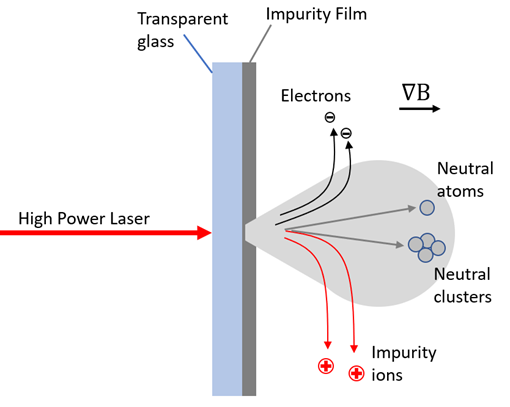 Transparent
glass
Impurity Film
Electrons
∇B
Neutral
atoms
High Power Laser
Neutral
clusters
Impurity
ions